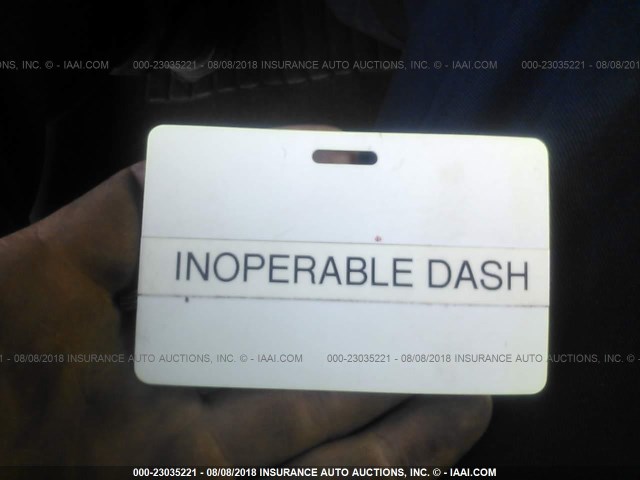 NS, INC. © - IAAI.COM 000-23035221 - 08/08/2018 INSURANCE AUTO AUCTIONS, INC. © - IAAI.COM 000-23035221 - 08/08/2018
INOPERABLE DASH
1 - 08/08/2018 INSURANCE AUTO AUCTIONS, INC. © - IAAI.COM 000-23035221 - 08/08/2018 INSURANCE AUTO AUCTIONS, INC. ©
000-23035221 - 08/08/2018 INSURANCE AUTO AUCTIONS, INC. © - IAAI.COM